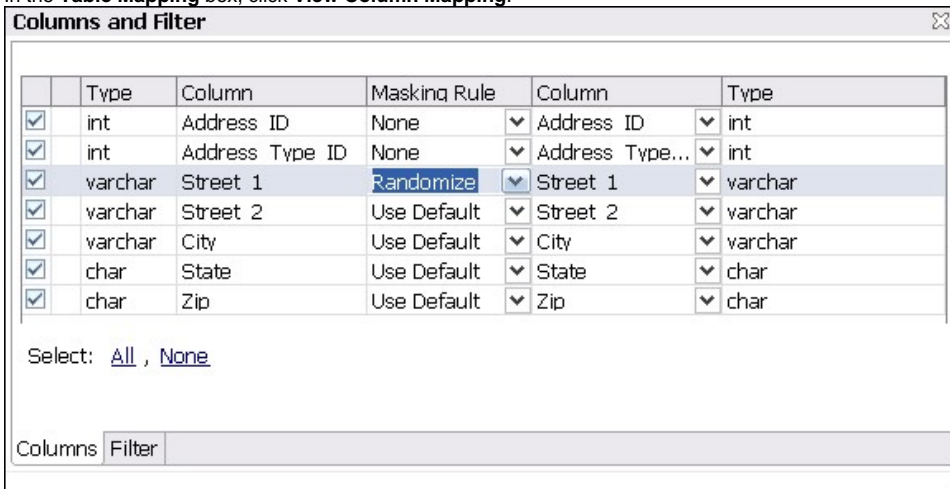 In the Table Mapping box, click View Column Mapping.
Columns and Filter
Type Column Masking Rule Column Type
int Address ID None Address ID int
int Address Type ID None Address Type... int
varchar Street 1 Randomize Street 1 varchar
varchar Street 2 Use Default Street 2 varchar
varchar City Use Default City varchar
char State Use Default State char
char Zip Use Default Zip char
Select: All , None
Columns Filter